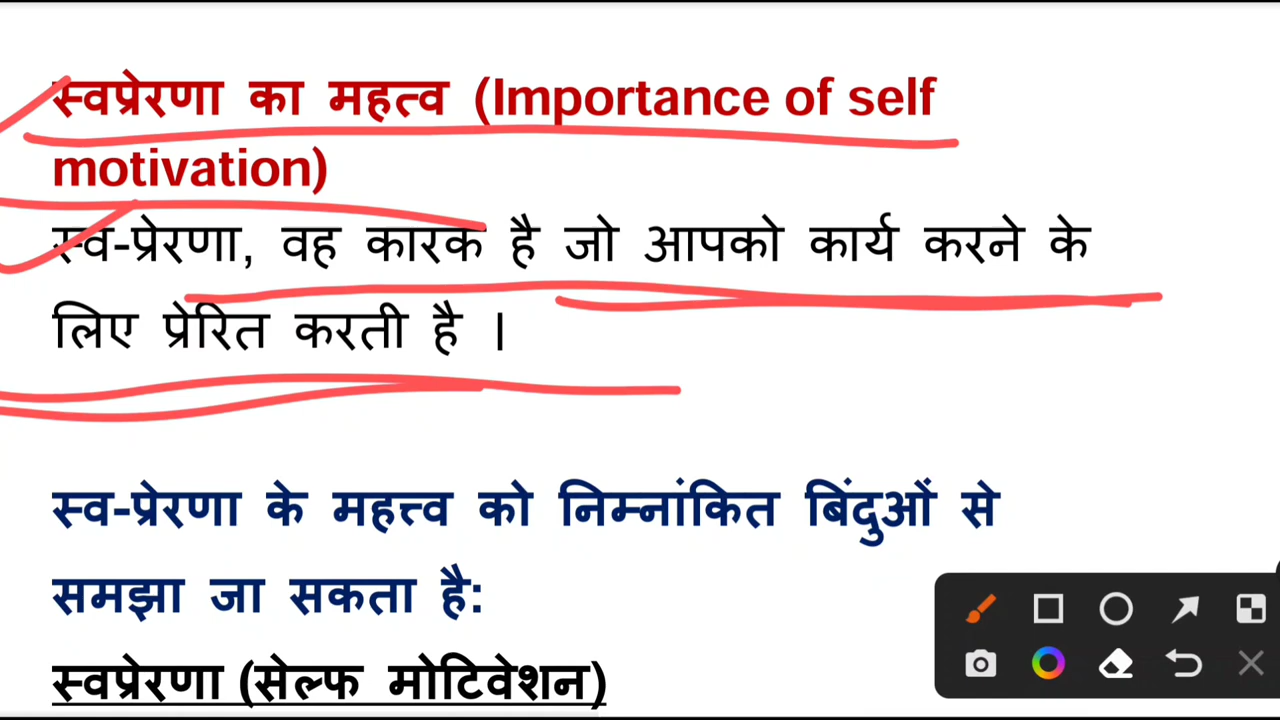 स्वप्रेरणा का महत्व (Importance of self
motivation)
स्व-प्रेरणा, वह कारक है जो आपको कार्य करने के
लिए प्रेरित करती है ।
स्व-प्रेरणा के महत्त्व को निम्नांकित बिंदुओं से
समझा जा सकता है:
स्वप्रेरणा (सेल्फ मोटिवेशन)